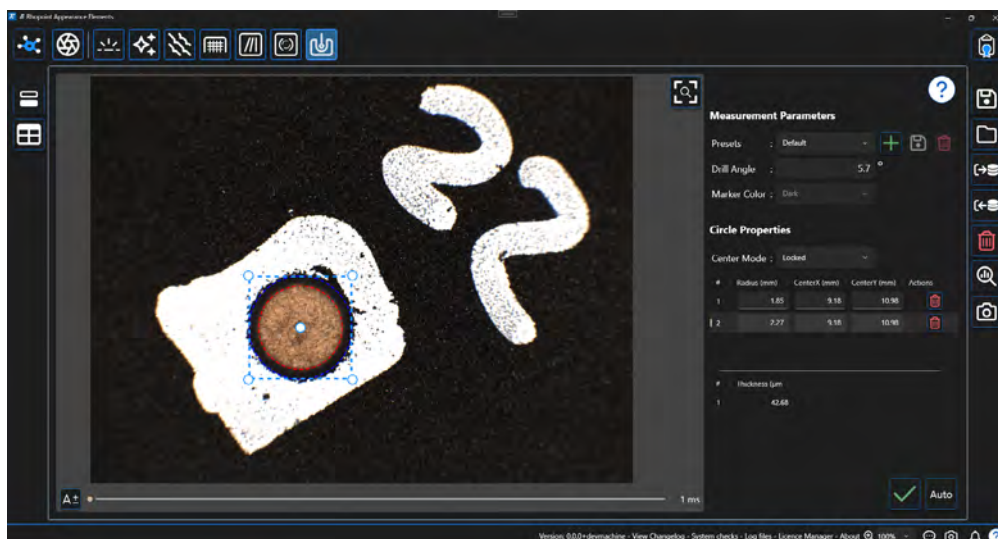 Rhopoint Appearance Elements
?
Measurement Parameters
Presets : Default
Drill Angle : 5.7 °
Marker Color : Dark
Circle Properties
Center Mode : Locked
# Radius (mm) CenterX (mm) CenterY (mm) Actions
1 1.85 9.18 10.98
2 2.27 9.18 10.98
# Thickness (µm
1 42.68
A± 1 ms
Auto
Version: 0.0.0+devmachine - View Changelog - System checks - Log files - Licence Manager - About 100% ?